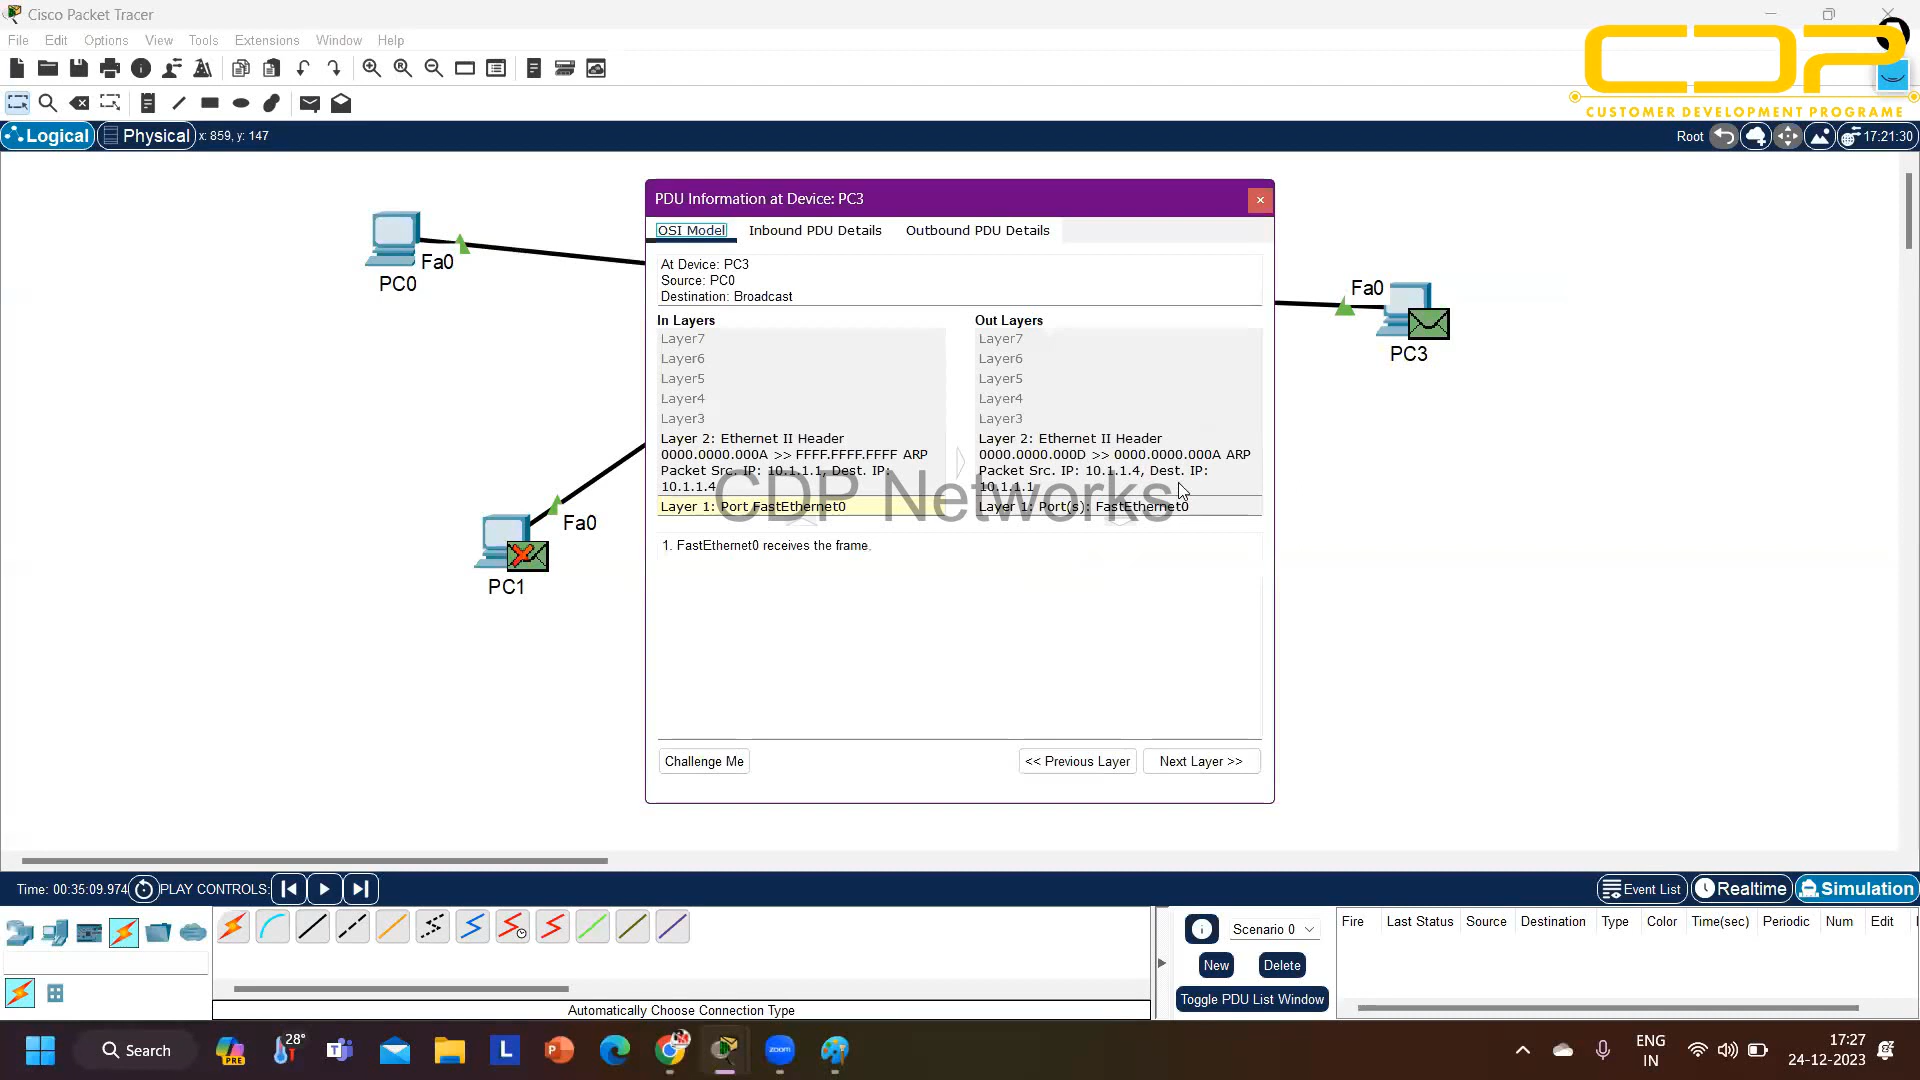 Cisco Packet Tracer
File Edit Options View Tools Extensions Window Help
CDP
CUSTOMER DEVELOPMENT PROGRAME
Logical Physical x: 859, y: 147
Root 17:21:30
PC0
Fa0
PC1
Fa0
PC3
Fa0
PDU Information at Device: PC3
OSI Model Inbound PDU Details Outbound PDU Details
At Device: PC3
Source: PC0
Destination: Broadcast
In Layers
Layer7
Layer6
Layer5
Layer4
Layer3
Layer 2: Ethernet II Header
0000.0000.000A >> FFFF.FFFF.FFFF ARP
Packet Src. IP: 10.1.1.1, Dest. IP:
10.1.1.4
Layer 1: Port FastEthernet0
Out Layers
Layer7
Layer6
Layer5
Layer4
Layer3
Layer 2: Ethernet II Header
0000.0000.000D >> 0000.0000.000A ARP
Packet Src. IP: 10.1.1.4, Dest. IP:
10.1.1.1
Layer 1: Port(s): FastEthernet0
CDP Networks
1. FastEthernet0 receives the frame.
Challenge Me << Previous Layer Next Layer >>
Time: 00:35:09.974 PLAY CONTROLS:
Event List Realtime Simulation
Scenario 0
New Delete
Toggle PDU List Window
Fire Last Status Source Destination Type Color Time(sec) Periodic Num Edit
Automatically Choose Connection Type
Search
PRE
28°
L
zoom
ENG
IN
17:27
24-12-2023